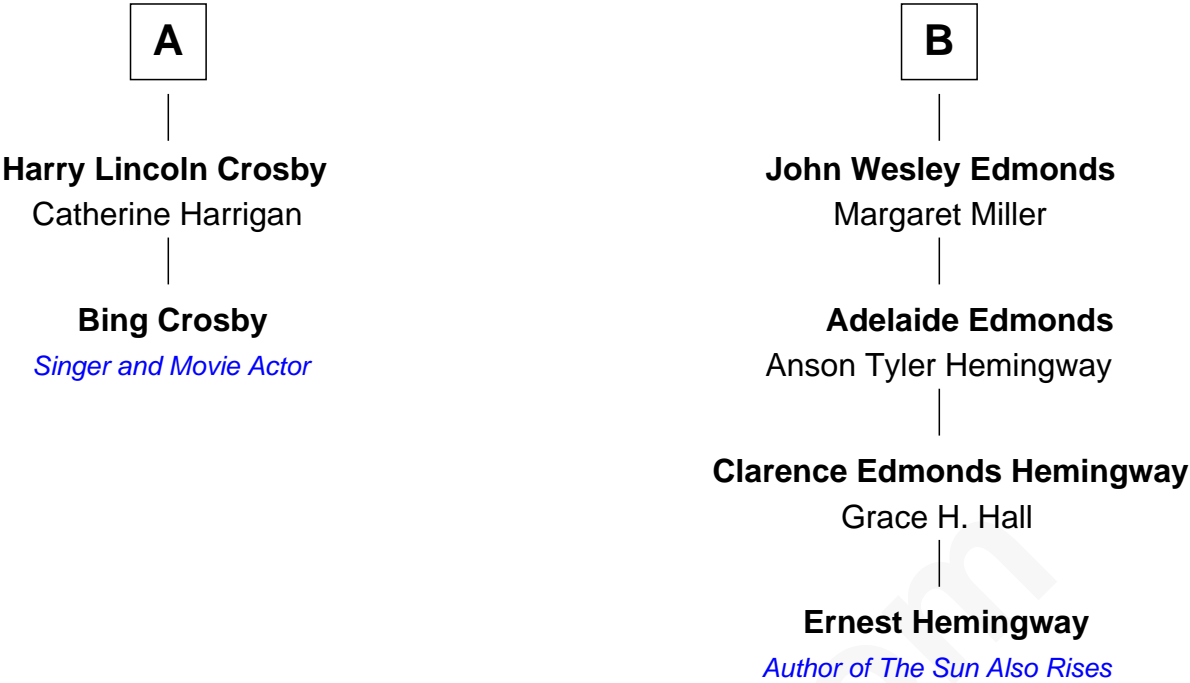 A
Harry Lincoln Crosby
Catherine Harrigan
Bing Crosby
Singer and Movie Actor
B
John Wesley Edmonds
Margaret Miller
Adelaide Edmonds
Anson Tyler Hemingway
Clarence Edmonds Hemingway
Grace H. Hall
Ernest Hemingway
Author of The Sun Also Rises